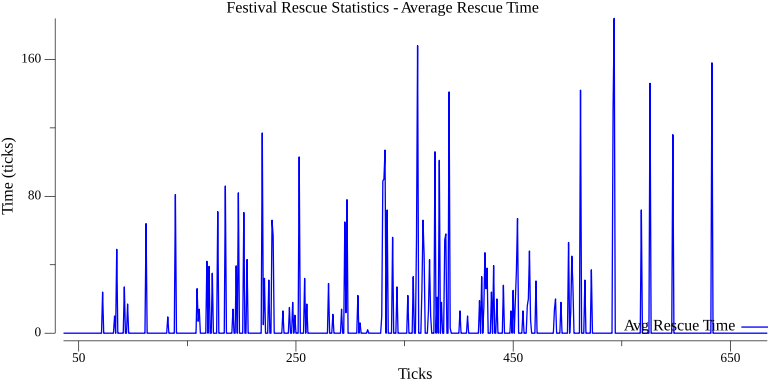 Festival Rescue Statistics - Average Rescue Time
160
80
0
Time (ticks)
Avg Rescue Time
50
250
450
650
Ticks